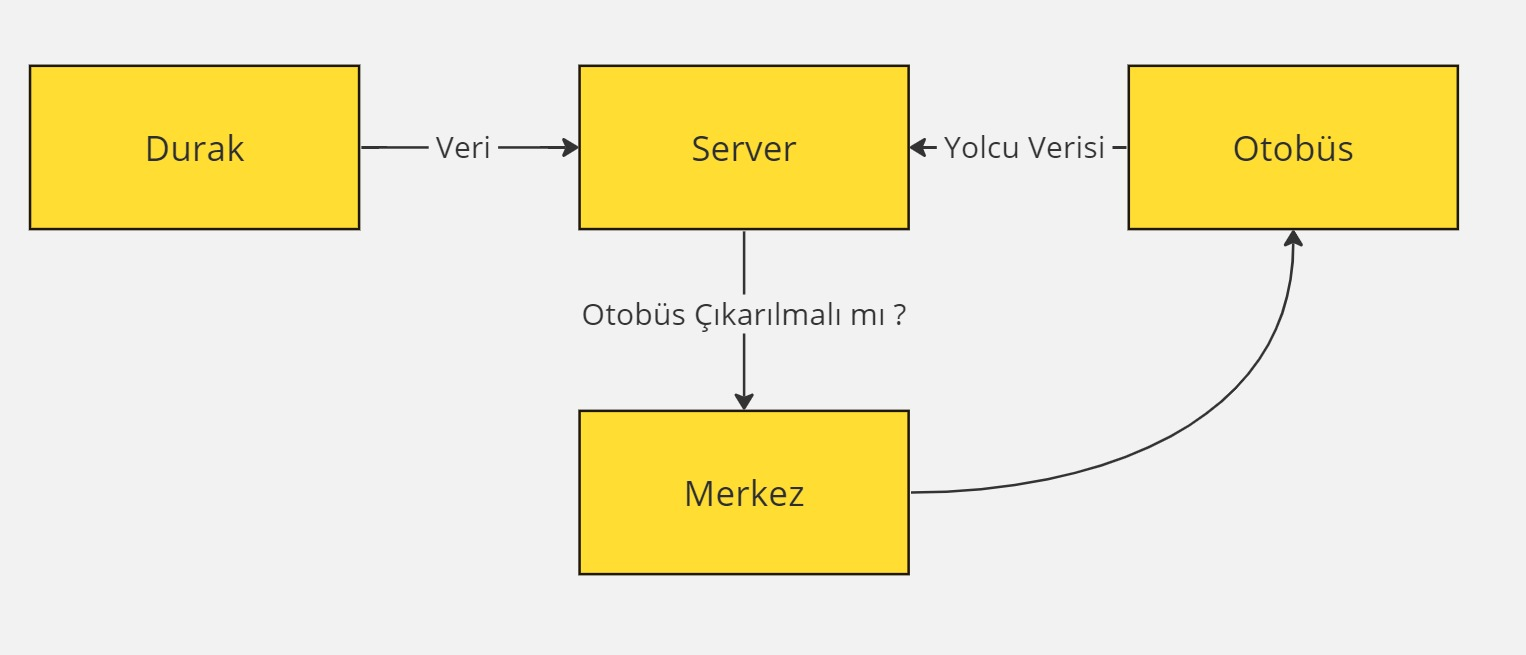 Durak
Veri
Server
Yolcu Verisi
Otobüs
Otobüs Çıkarılmalı mı ?
Merkez